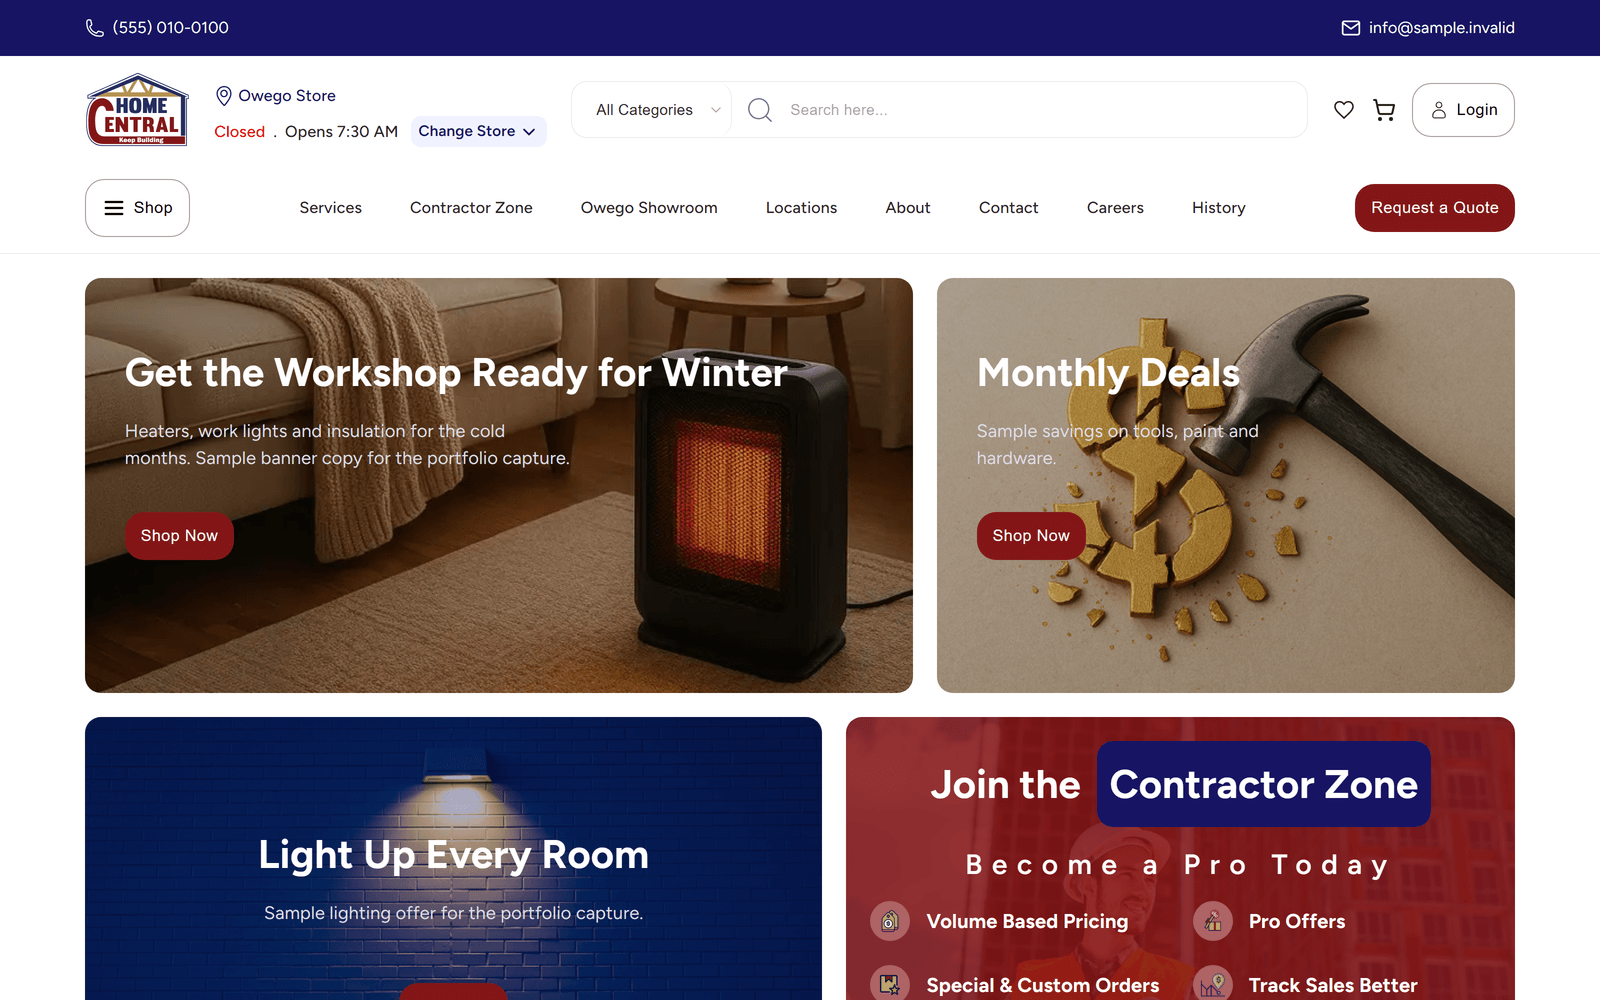 (555) 010-0100
info@sample.invalid
HOME
CENTRAL
Keep Building
Owego Store
Closed . Opens 7:30 AM
Change Store
All Categories
Search here...
Login
Shop
Services
Contractor Zone
Owego Showroom
Locations
About
Contact
Careers
History
Request a Quote
Get the Workshop Ready for Winter
Heaters, work lights and insulation for the cold
months. Sample banner copy for the portfolio capture.
Shop Now
Monthly Deals
Sample savings on tools, paint and
hardware.
Shop Now
Light Up Every Room
Sample lighting offer for the portfolio capture.
Join the Contractor Zone
Become a Pro Today
Volume Based Pricing
Pro Offers
Special & Custom Orders
Track Sales Better